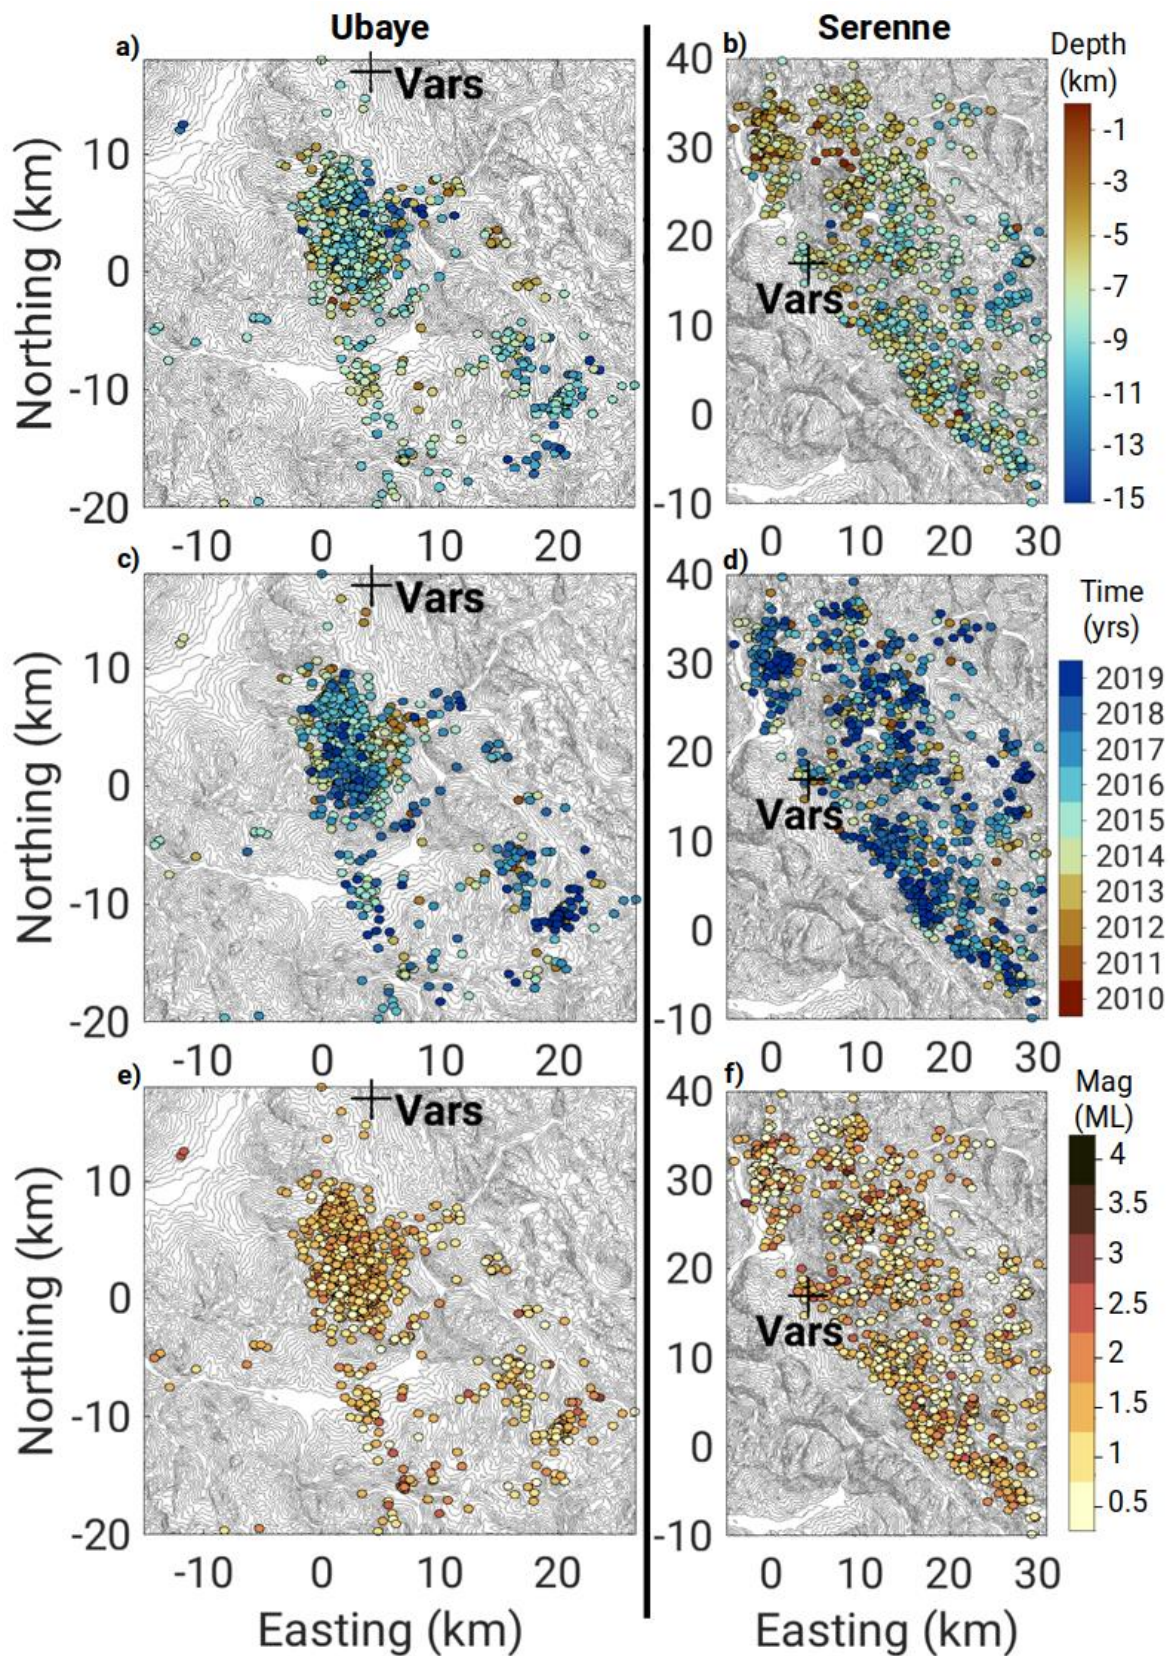 Ubaye
Serenne
a)
Vars
10
0
-10
-20
Northing (km)
-10 0 10 20
b)
40
30
20
10
0
-10
Vars
0 10 20 30
Depth
(km)
-1
-3
-5
-7
-9
-11
-13
-15
c)
Vars
10
0
-10
-20
Northing (km)
-10 0 10 20
d)
40
30
20
10
0
-10
Vars
0 10 20 30
Time
(yrs)
2019
2018
2017
2016
2015
2014
2013
2012
2011
2010
e)
Vars
10
0
-10
-20
Northing (km)
-10 0 10 20
Easting (km)
f)
40
30
20
10
0
-10
Vars
0 10 20 30
Easting (km)
Mag
(ML)
4
3.5
3
2.5
2
1.5
1
0.5